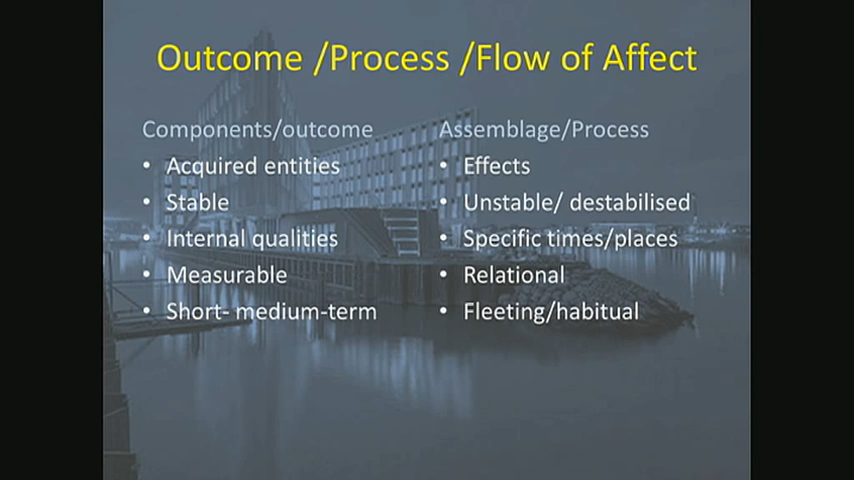 Outcome /Process /Flow of Affect
Components/outcome
• Acquired entities
• Stable
• Internal qualities
• Measurable
• Short- medium-term
Assemblage/Process
• Effects
• Unstable/ destabilised
• Specific times/places
• Relational
• Fleeting/habitual